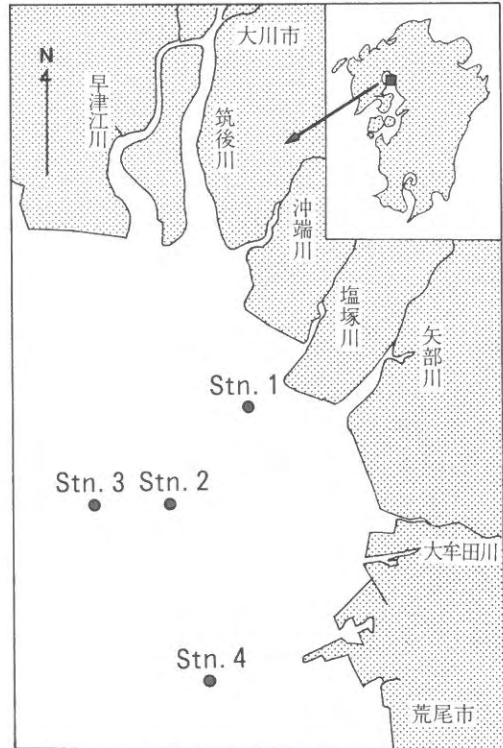 N
大川市
早津江川
筑後川
沖端川
塩塚川
矢部川
Stn. 1
Stn. 3
Stn. 2
大牟田川
Stn. 4
荒尾市